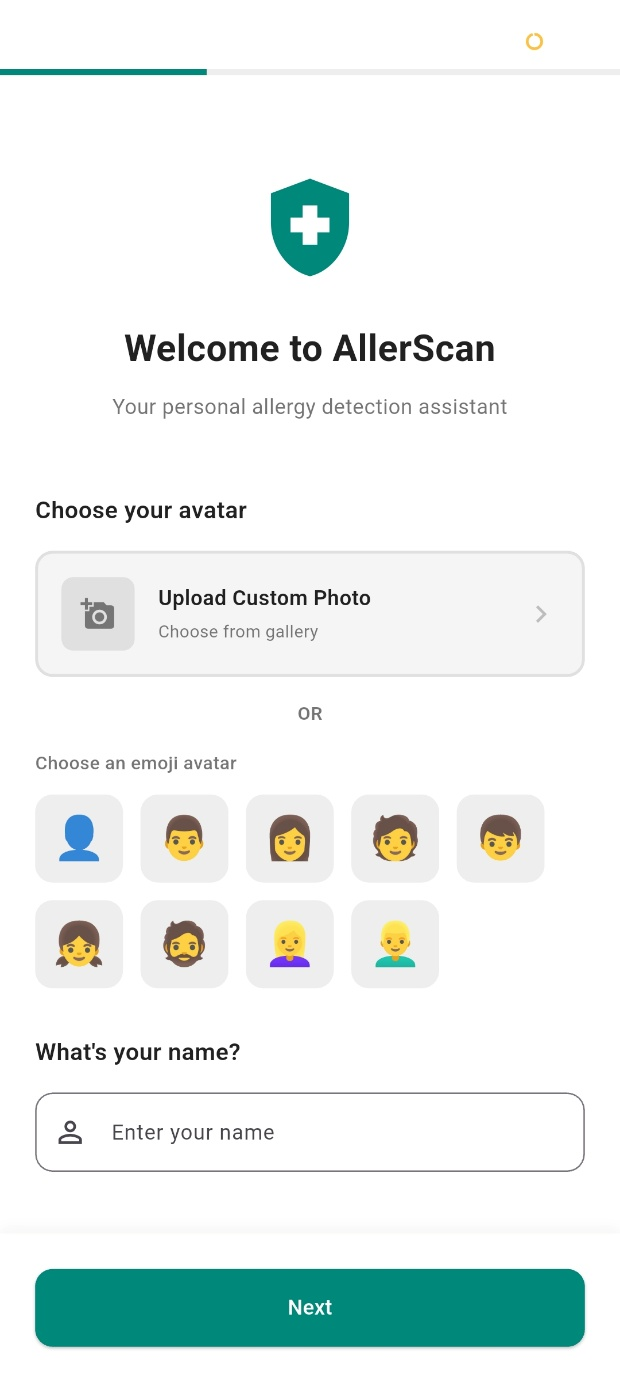 Welcome to AllerScan
Your personal allergy detection assistant
Choose your avatar
Upload Custom Photo
Choose from gallery
OR
Choose an emoji avatar
What's your name?
Enter your name
Next